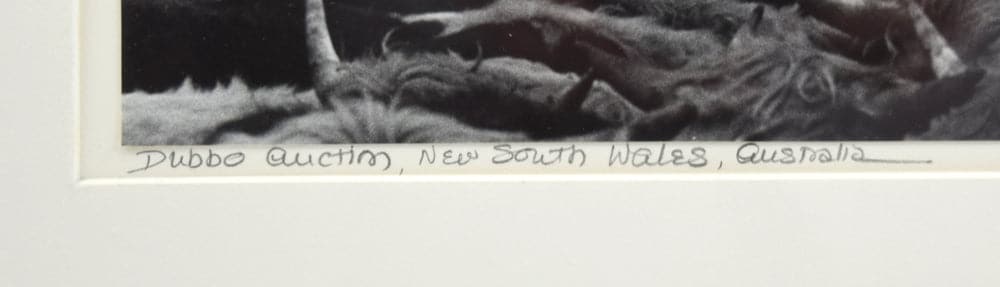 Dubbo Auction, New South Wales, Australia